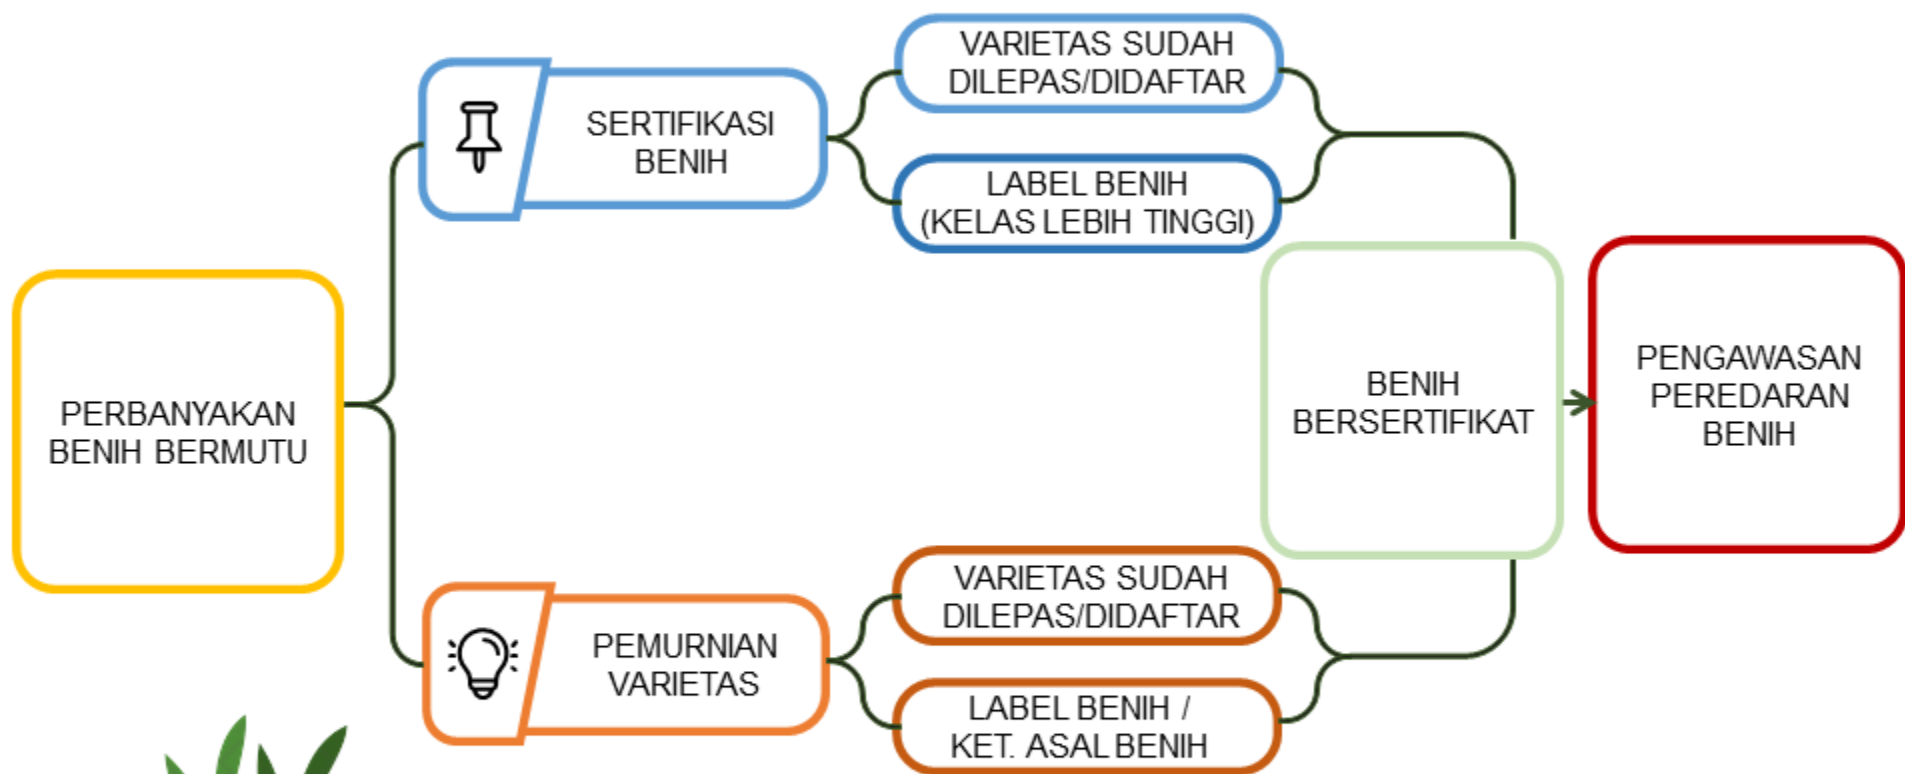 PERBANYAKAN
BENIH BERMUTU
SERTIFIKASI
BENIH
VARIETAS SUDAH
DILEPAS/DIDAFTAR
LABEL BENIH
(KELAS LEBIH TINGGI)
PEMURNIAN
VARIETAS
VARIETAS SUDAH
DILEPAS/DIDAFTAR
LABEL BENIH /
KET. ASAL BENIH
BENIH
BERSERTIFIKAT
PENGAWASAN
PEREDARAN
BENIH